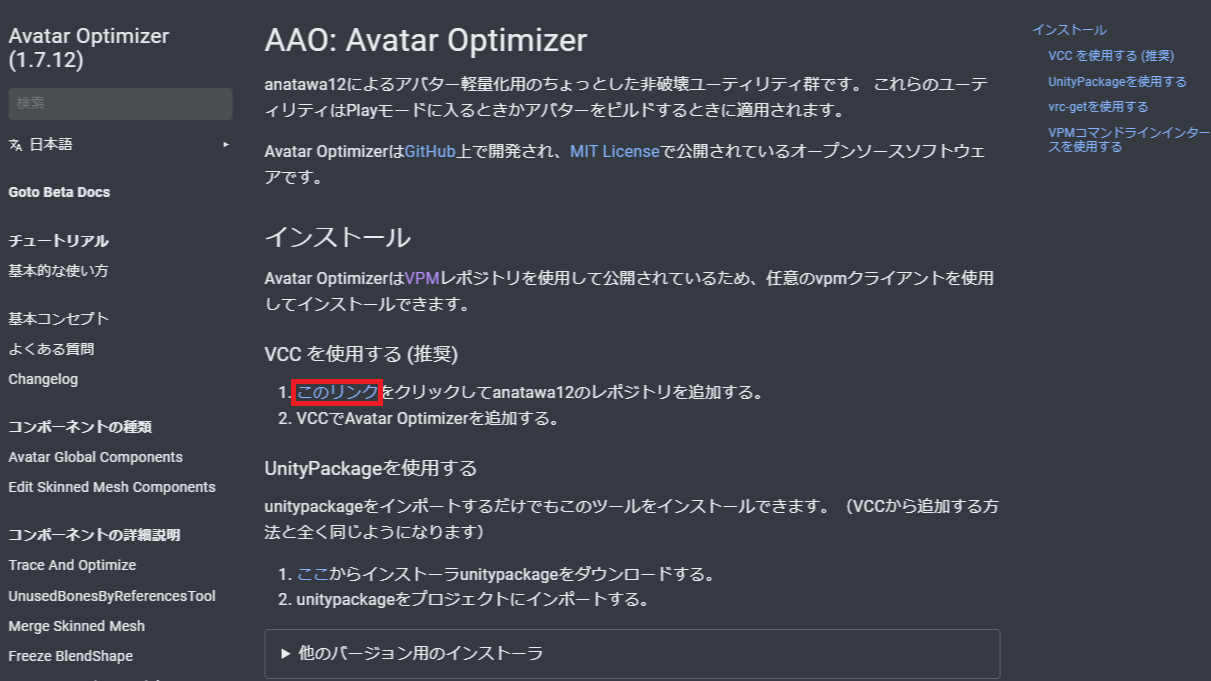 Avatar Optimizer
(1.7.12)
検索
日本語
Goto Beta Docs
チュートリアル
基本的な使い方
基本コンセプト
よくある質問
Changelog
コンポーネントの種類
Avatar Global Components
Edit Skinned Mesh Components
コンポーネントの詳細説明
Trace And Optimize
UnusedBonesByReferencesTool
Merge Skinned Mesh
Freeze BlendShape
AAO: Avatar Optimizer
anatawa12によるアバター軽量化用のちょっとした非破壊ユーティリティ群です。 これらのユーテ
ィリティはPlayモードに入るときかアバターをビルドするときに適用されます。
Avatar OptimizerはGitHub上で開発され、MIT Licenseで公開されているオープンソースソフトウェ
アです。
インストール
Avatar OptimizerはVPMレポジトリを使用して公開されているため、任意のvpmクライアントを使用
してインストールできます。
VCC を使用する (推奨)
1. このリンクをクリックしてanatawa12のレポジトリを追加する。
2. VCCでAvatar Optimizerを追加する。
UnityPackageを使用する
unitypackageをインポートするだけでもこのツールをインストールできます。（VCCから追加する方
法と全く同じようになります）
1. ここからインストーラunitypackageをダウンロードする。
2. unitypackageをプロジェクトにインポートする。
▶ 他のバージョン用のインストーラ
インストール
VCC を使用する (推奨)
UnityPackageを使用する
vrc-getを使用する
VPMコマンドラインインター
スを使用する